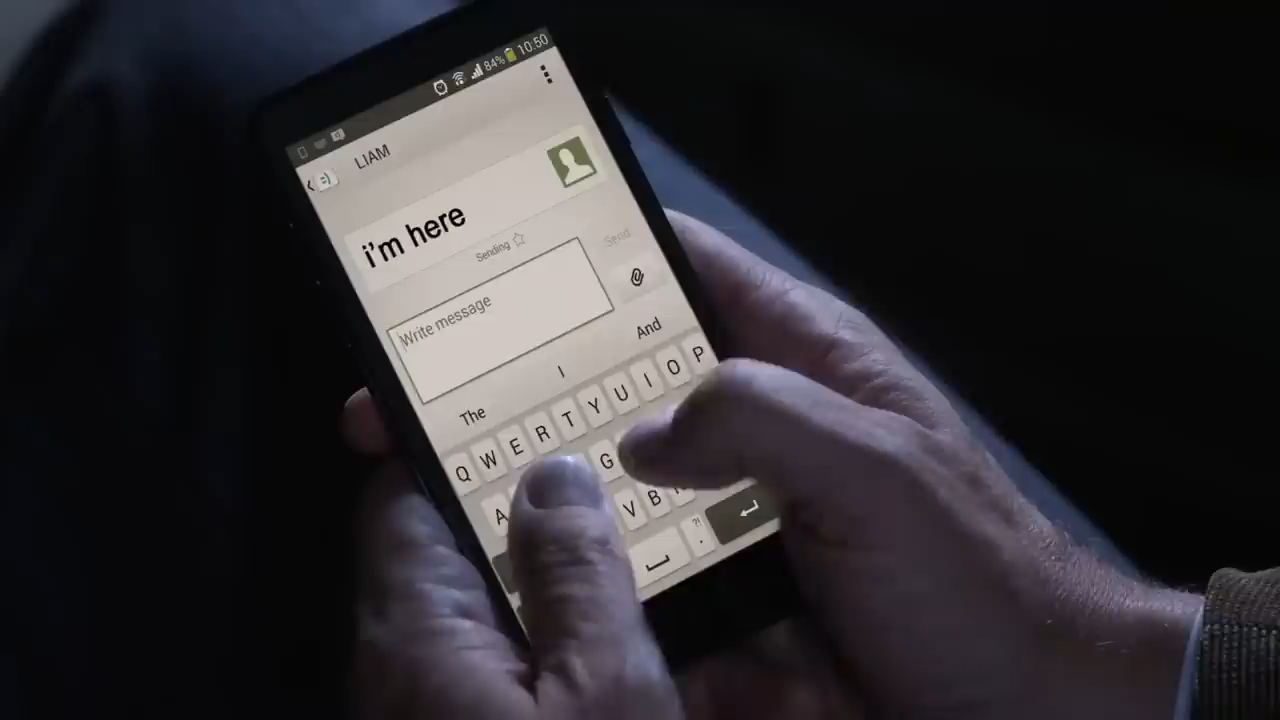 84% 10:50
LIAM
i'm here
Sending
Send
Write message
The I And
Q W E R T Y U I O P
A G
V B
?!
.